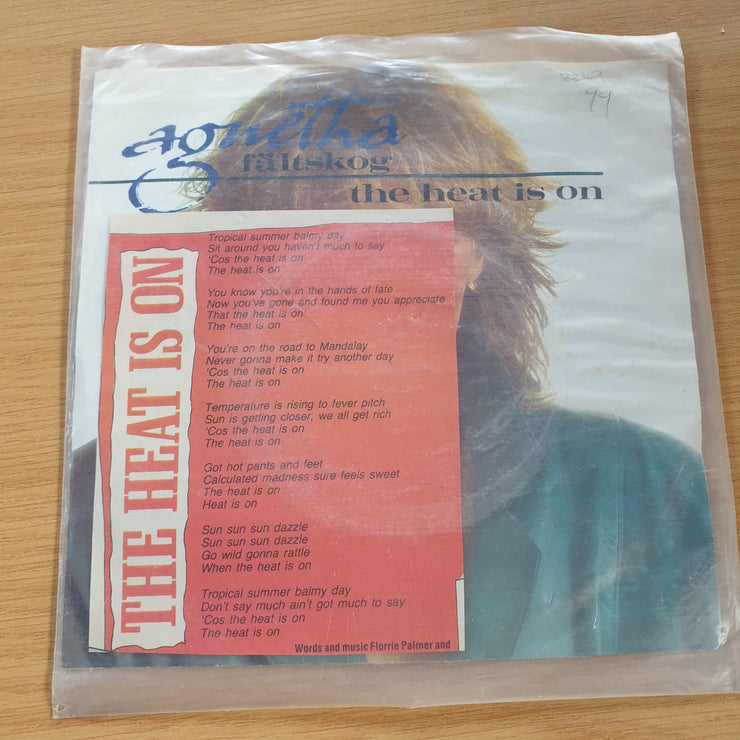 99
agnetha
fältskog
the heat is on
THE HEAT IS ON
Tropical summer balmy day
Sit around you haven't much to say
'Cos the heat is on
The heat is on
You know you're in the hands of fate
Now you've gone and found me you appreciate
That the heat is on
The heat is on
You're on the road to Mandalay
Never gonna make it try another day
'Cos the heat is on
The heat is on
Temperature is rising to fever pitch
Sun is getting closer, we all get rich
'Cos the heat is on
The heat is on
Got hot pants and feet
Calculated madness sure feels sweet
The heat is on
Heat is on
Sun sun sun dazzle
Sun sun sun dazzle
Go wild gonna rattle
When the heat is on
Tropical summer balmy day
Don't say much ain't got much to say
'Cos the heat is on
The heat is on
Words and music Florrie Palmer and